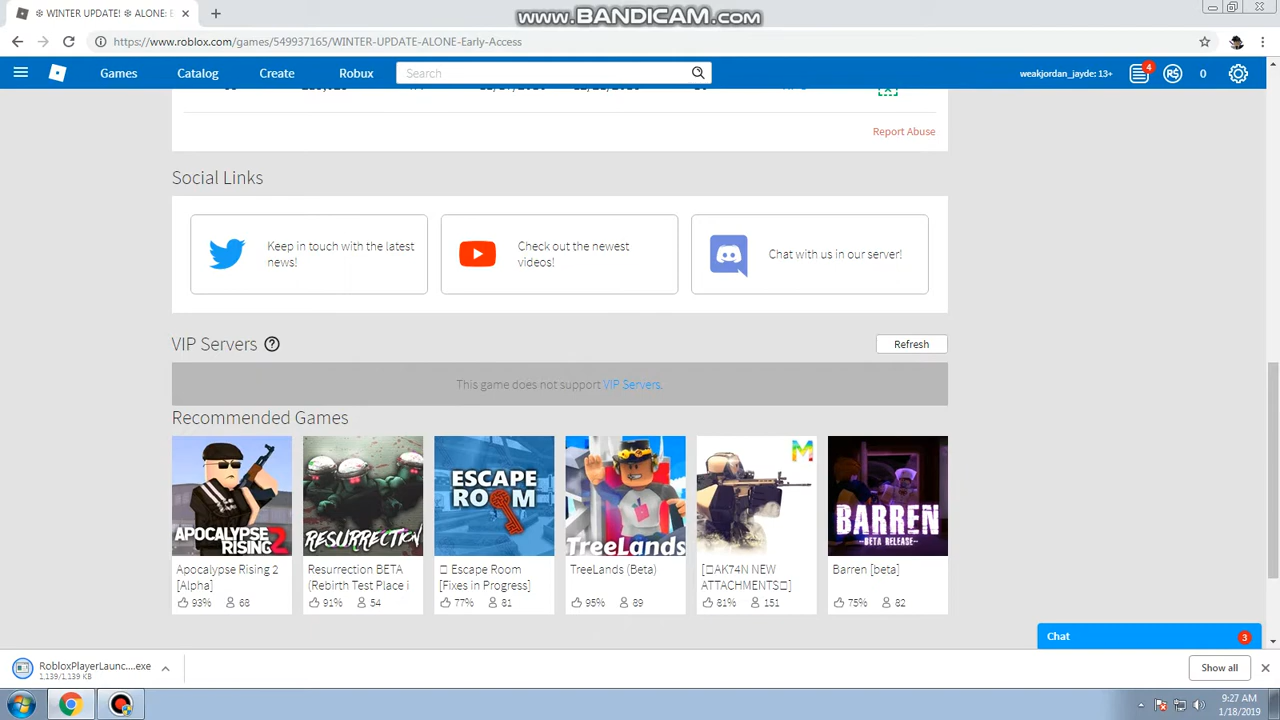 WINTER UPDATE! ❄ ALONE: E
www.BANDICAM.com
https://www.roblox.com/games/549937165/WINTER-UPDATE-ALONE-Early-Access
Games
Catalog
Create
Robux
Search
weakjordan_jayde: 13+
4
R$
0
Report Abuse
Social Links
Keep in touch with the latest
news!
Check out the newest
videos!
Chat with us in our server!
VIP Servers ?
Refresh
This game does not support VIP Servers.
Recommended Games
APOCALYPSE
RISING 2
RESURRECTION
ESCAPE
ROOM
TreeLands
M
BARREN
-BETA RELEASE-
Apocalypse Rising 2
[Alpha]
93% 68
Resurrection BETA
(Rebirth Test Place i
91% 54
Escape Room
[Fixes in Progress]
77% 81
TreeLands (Beta)
95% 89
[AK74N NEW
ATTACHMENTS]
81% 151
Barren [beta]
75% 82
Chat 3
RobloxPlayerLaunc....exe
1,139/1,139 KB
Show all
9:27 AM
1/18/2019